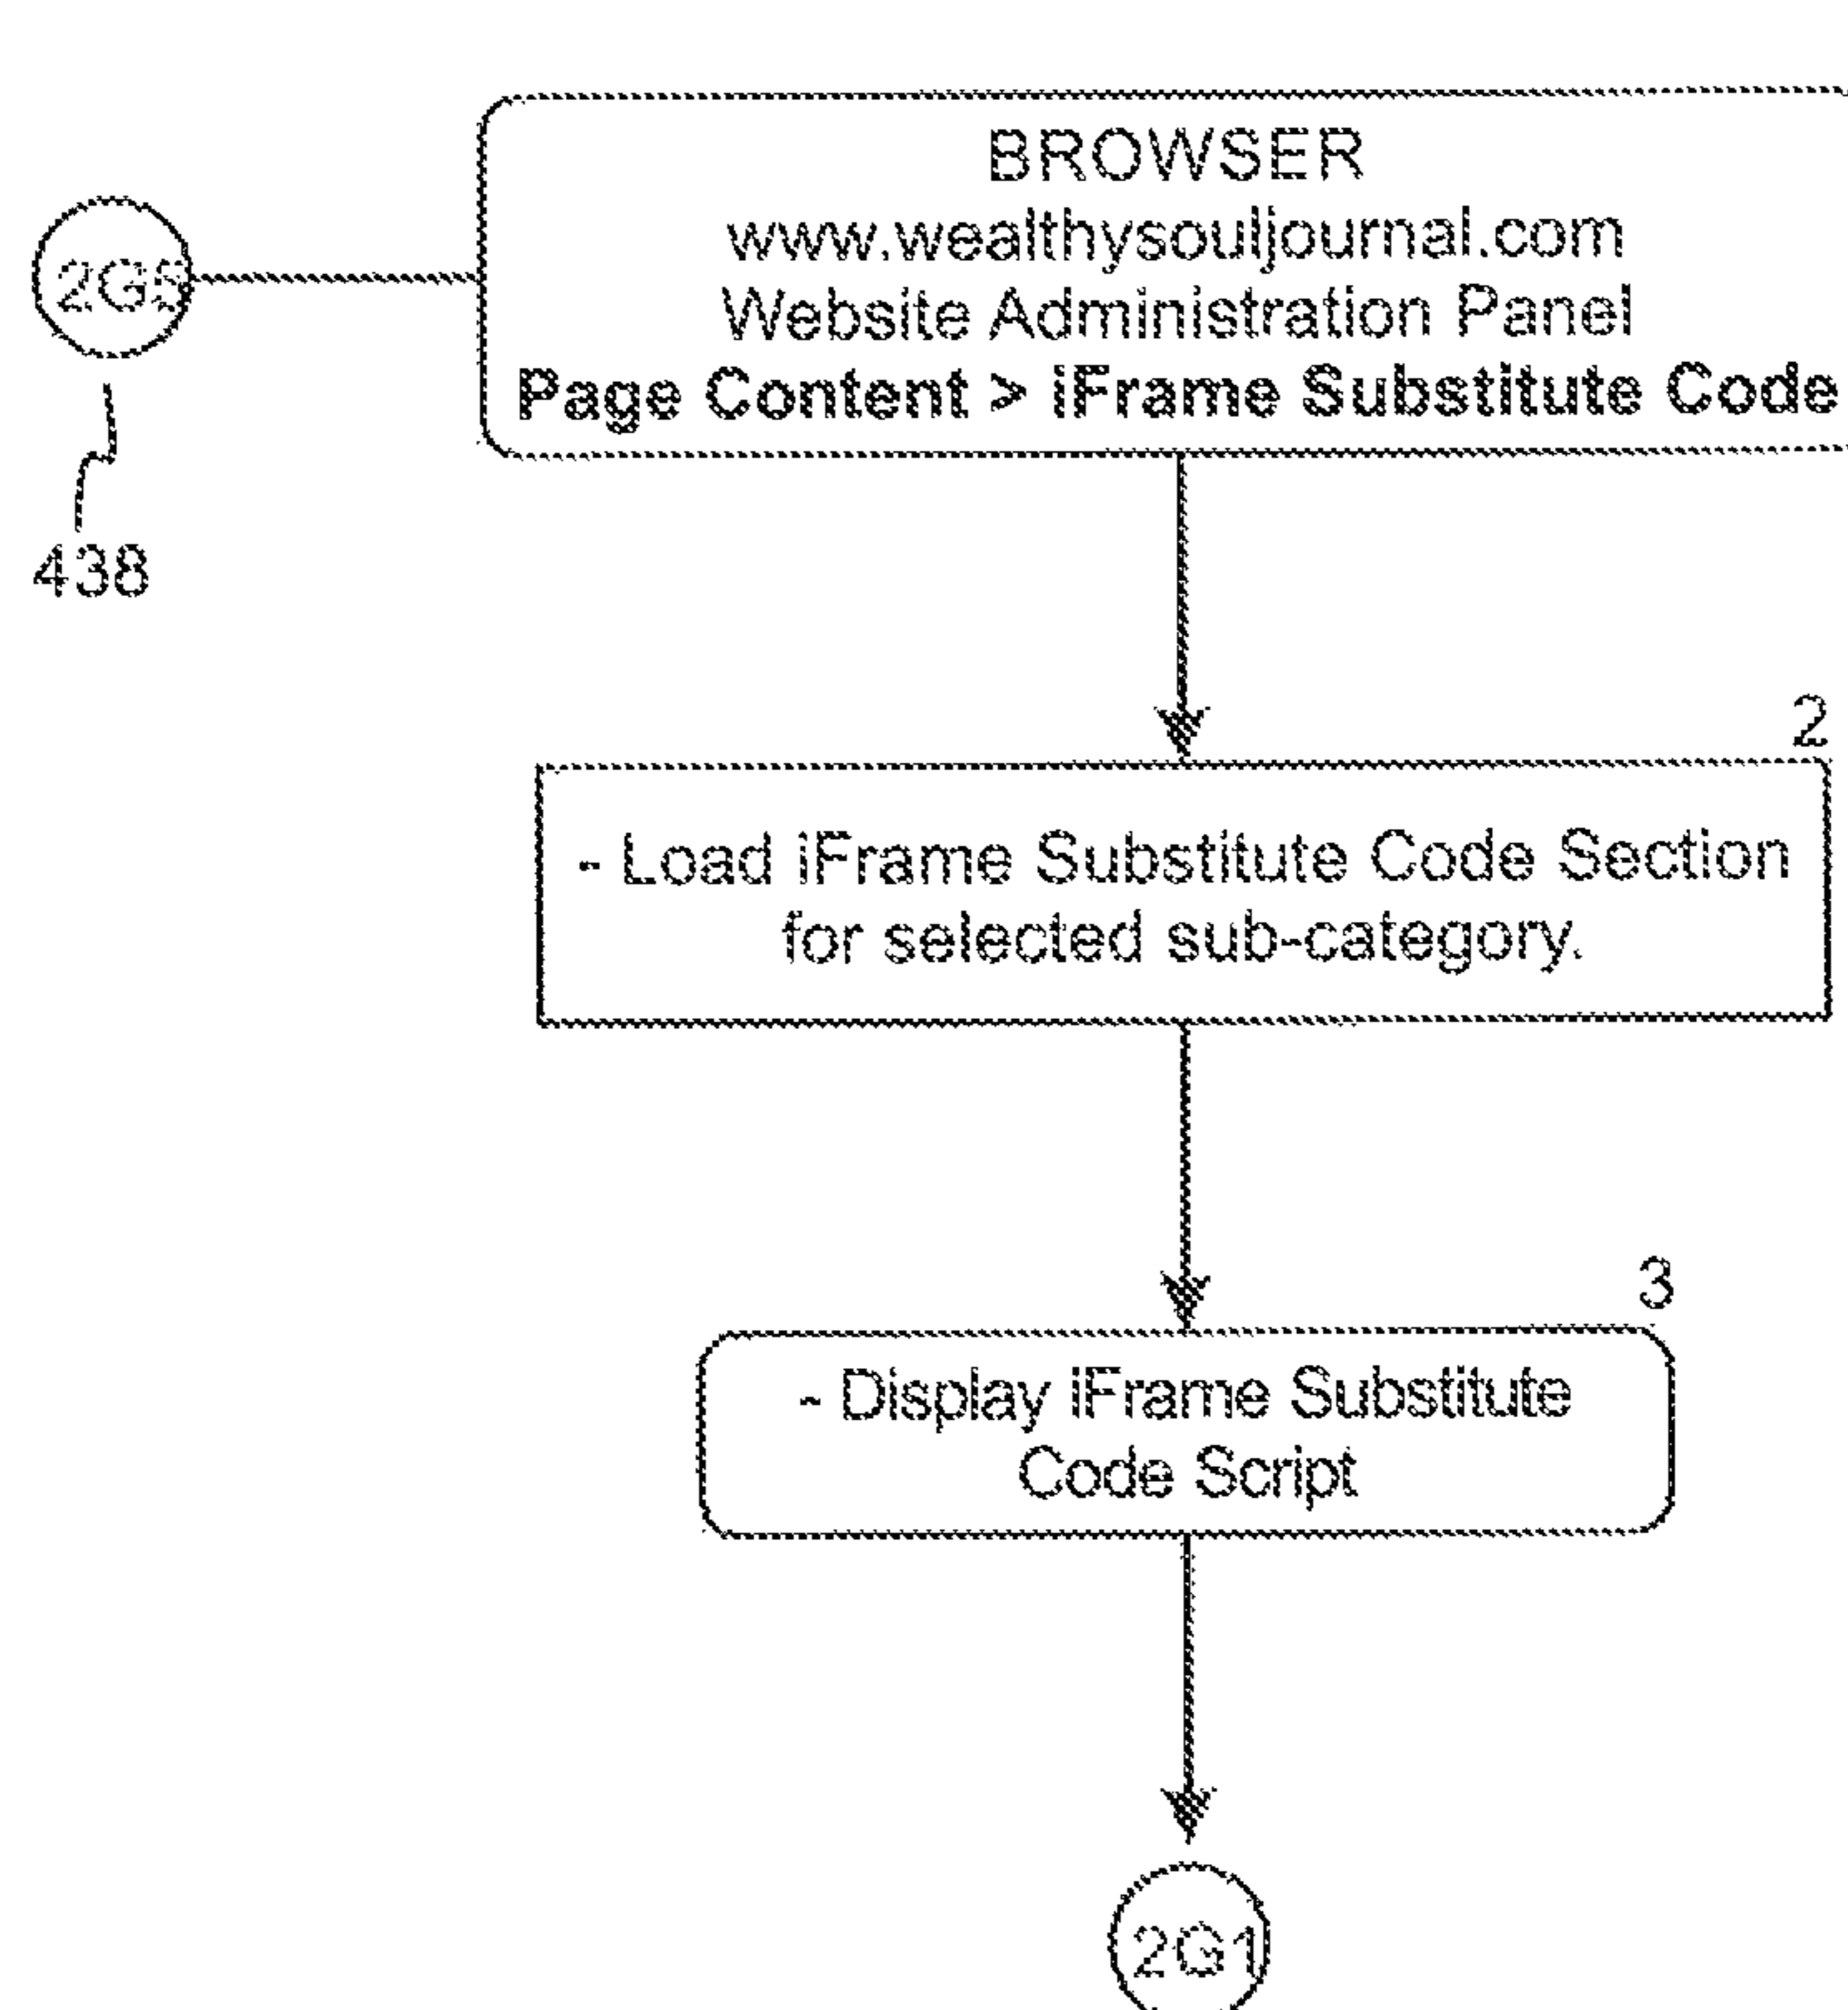 BROWSER
www.wealthysouljournal.com
Website Administration Panel
Page Content > iFrame Substitute Code
438
2
- Load iFrame Substitute Code Section
for selected sub-category.
3
- Display iFrame Substitute
Code Script
2G1